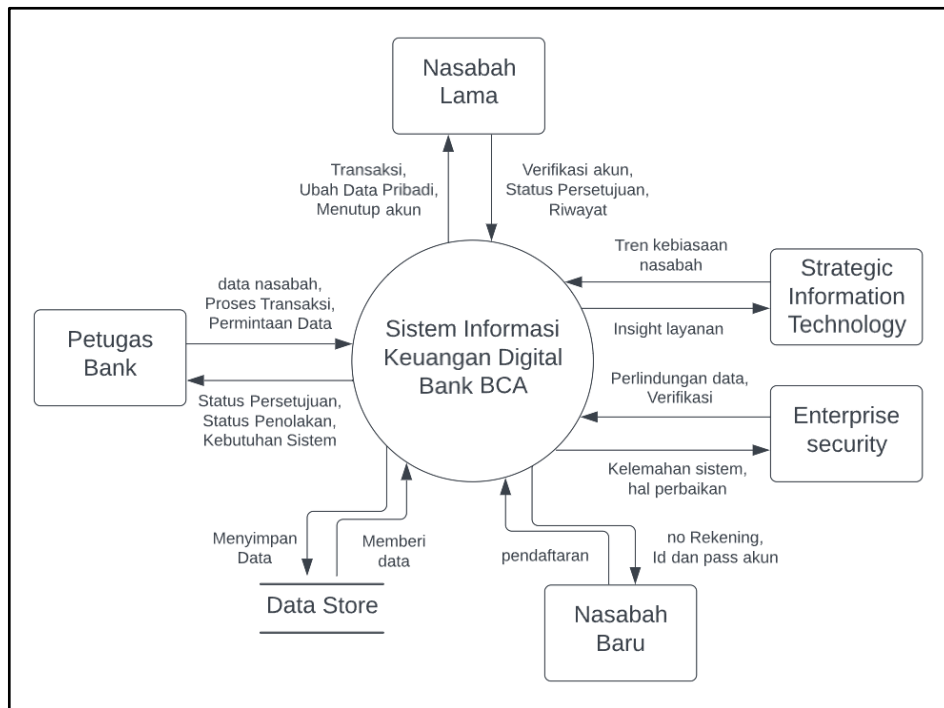 Nasabah
Lama
Transaksi,
Ubah Data Pribadi,
Menutup akun
Verifikasi akun,
Status Persetujuan,
Riwayat
Tren kebiasaan
nasabah
Strategic
Information
Technology
Insight layanan
data nasabah,
Proses Transaksi,
Permintaan Data
Petugas
Bank
Sistem Informasi
Keuangan Digital
Bank BCA
Status Persetujuan,
Status Penolakan,
Kebutuhan Sistem
Perlindungan data,
Verifikasi
Enterprise
security
Kelemahan sistem,
hal perbaikan
Menyimpan
Data
Memberi
data
pendaftaran
no Rekening,
Id dan pass akun
Data Store
Nasabah
Baru